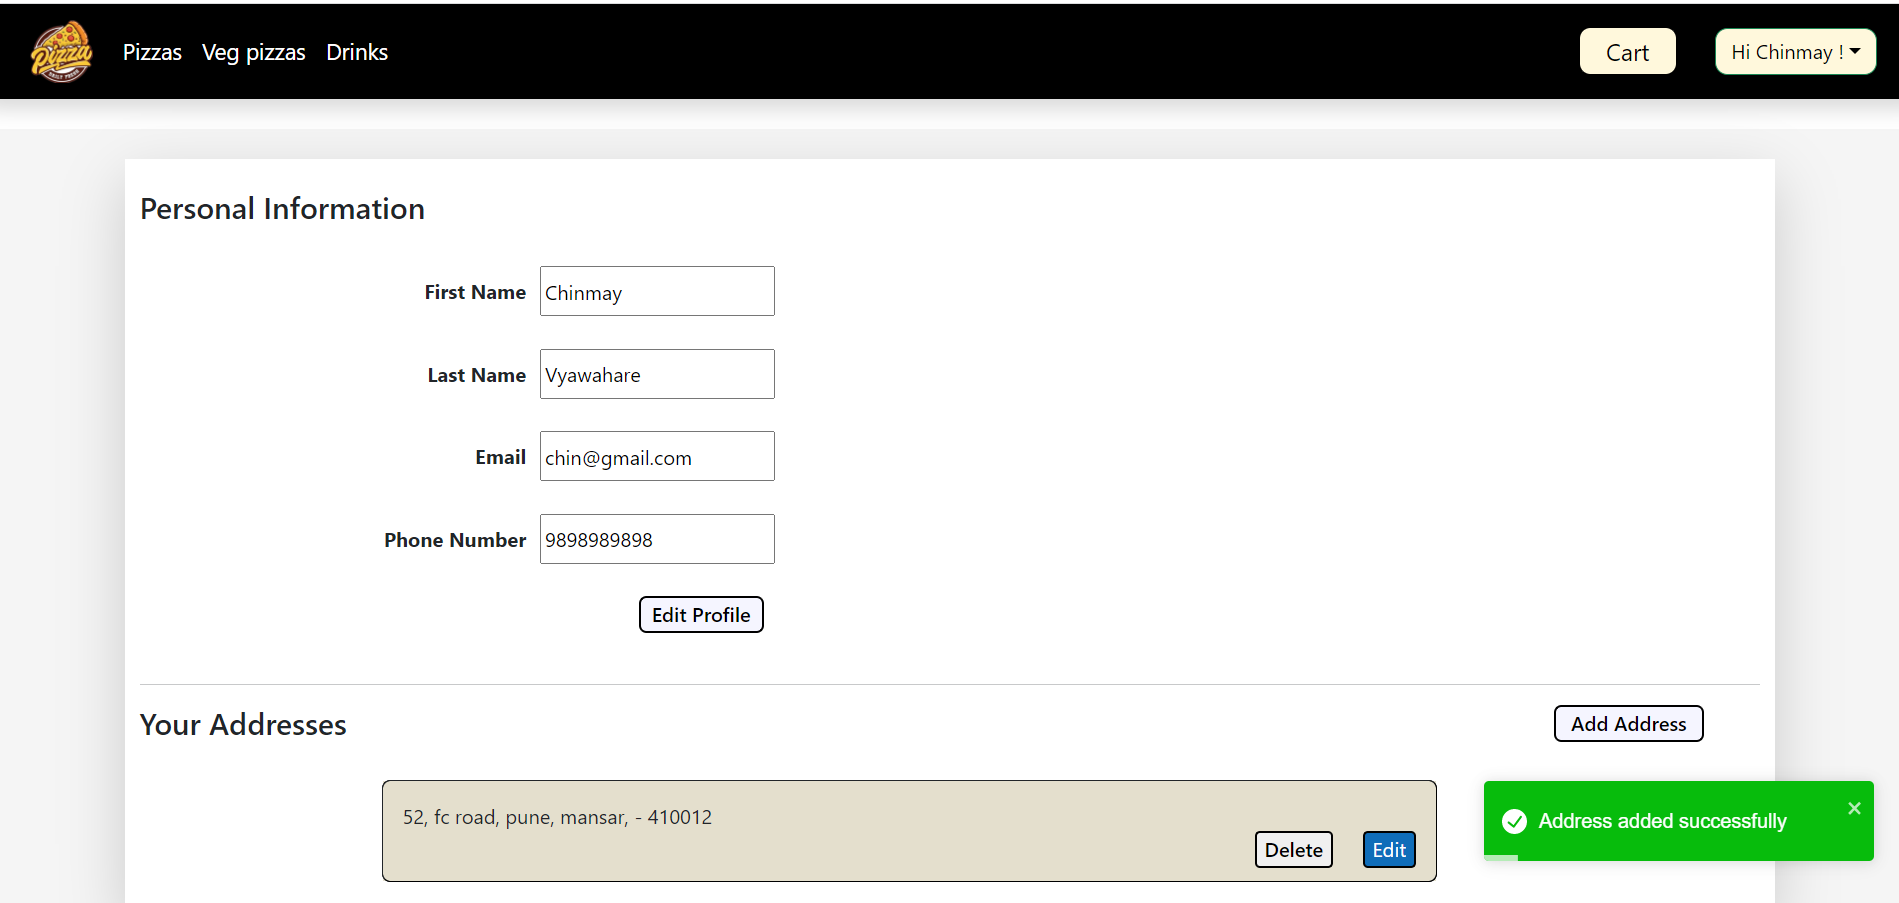 Pizza
Pizzas Veg pizzas Drinks Cart Hi Chinmay !
Personal Information
First Name Chinmay
Last Name Vyawahare
Email chin@gmail.com
Phone Number 9898989898
Edit Profile
Your Addresses Add Address
52, fc road, pune, mansar, - 410012
Delete Edit
Address added successfully